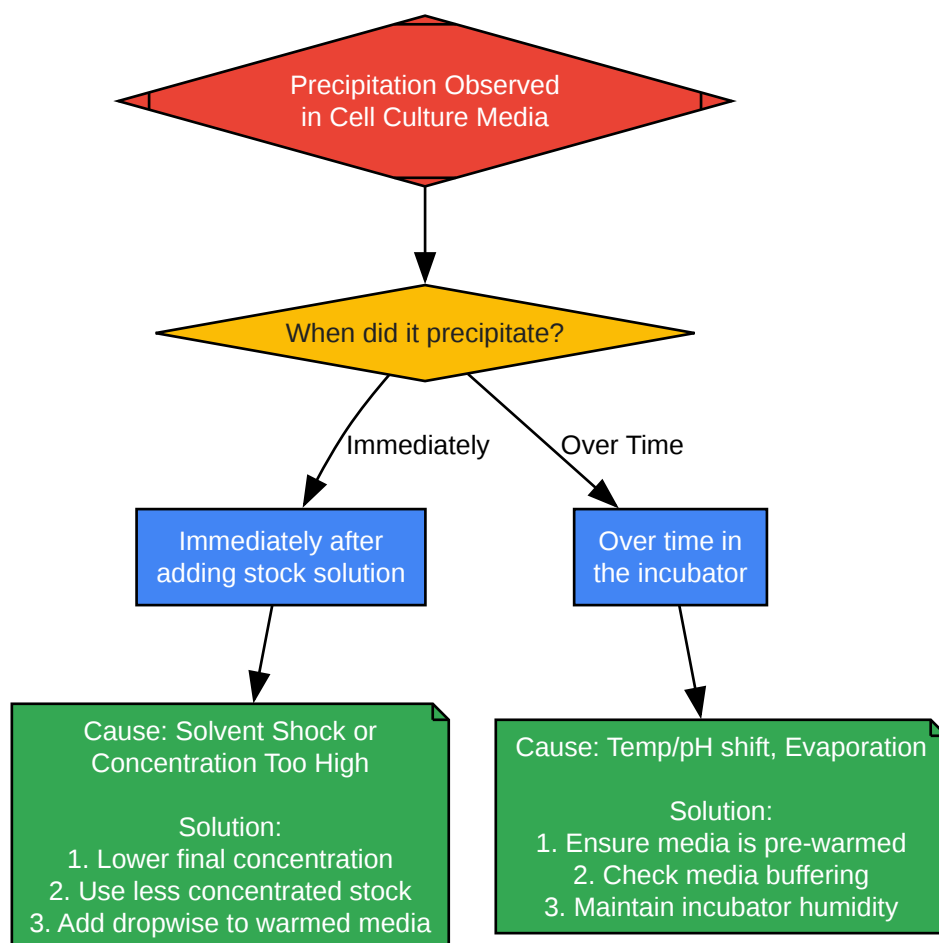 Precipitation Observed
in Cell Culture Media
When did it precipitate?
Immediately
Over Time
Immediately after
adding stock solution
Over time in
the incubator
Cause: Solvent Shock or
Concentration Too High
Solution:
1. Lower final concentration
2. Use less concentrated stock
3. Add dropwise to warmed media
Cause: Temp/pH shift, Evaporation
Solution:
1. Ensure media is pre-warmed
2. Check media buffering
3. Maintain incubator humidity